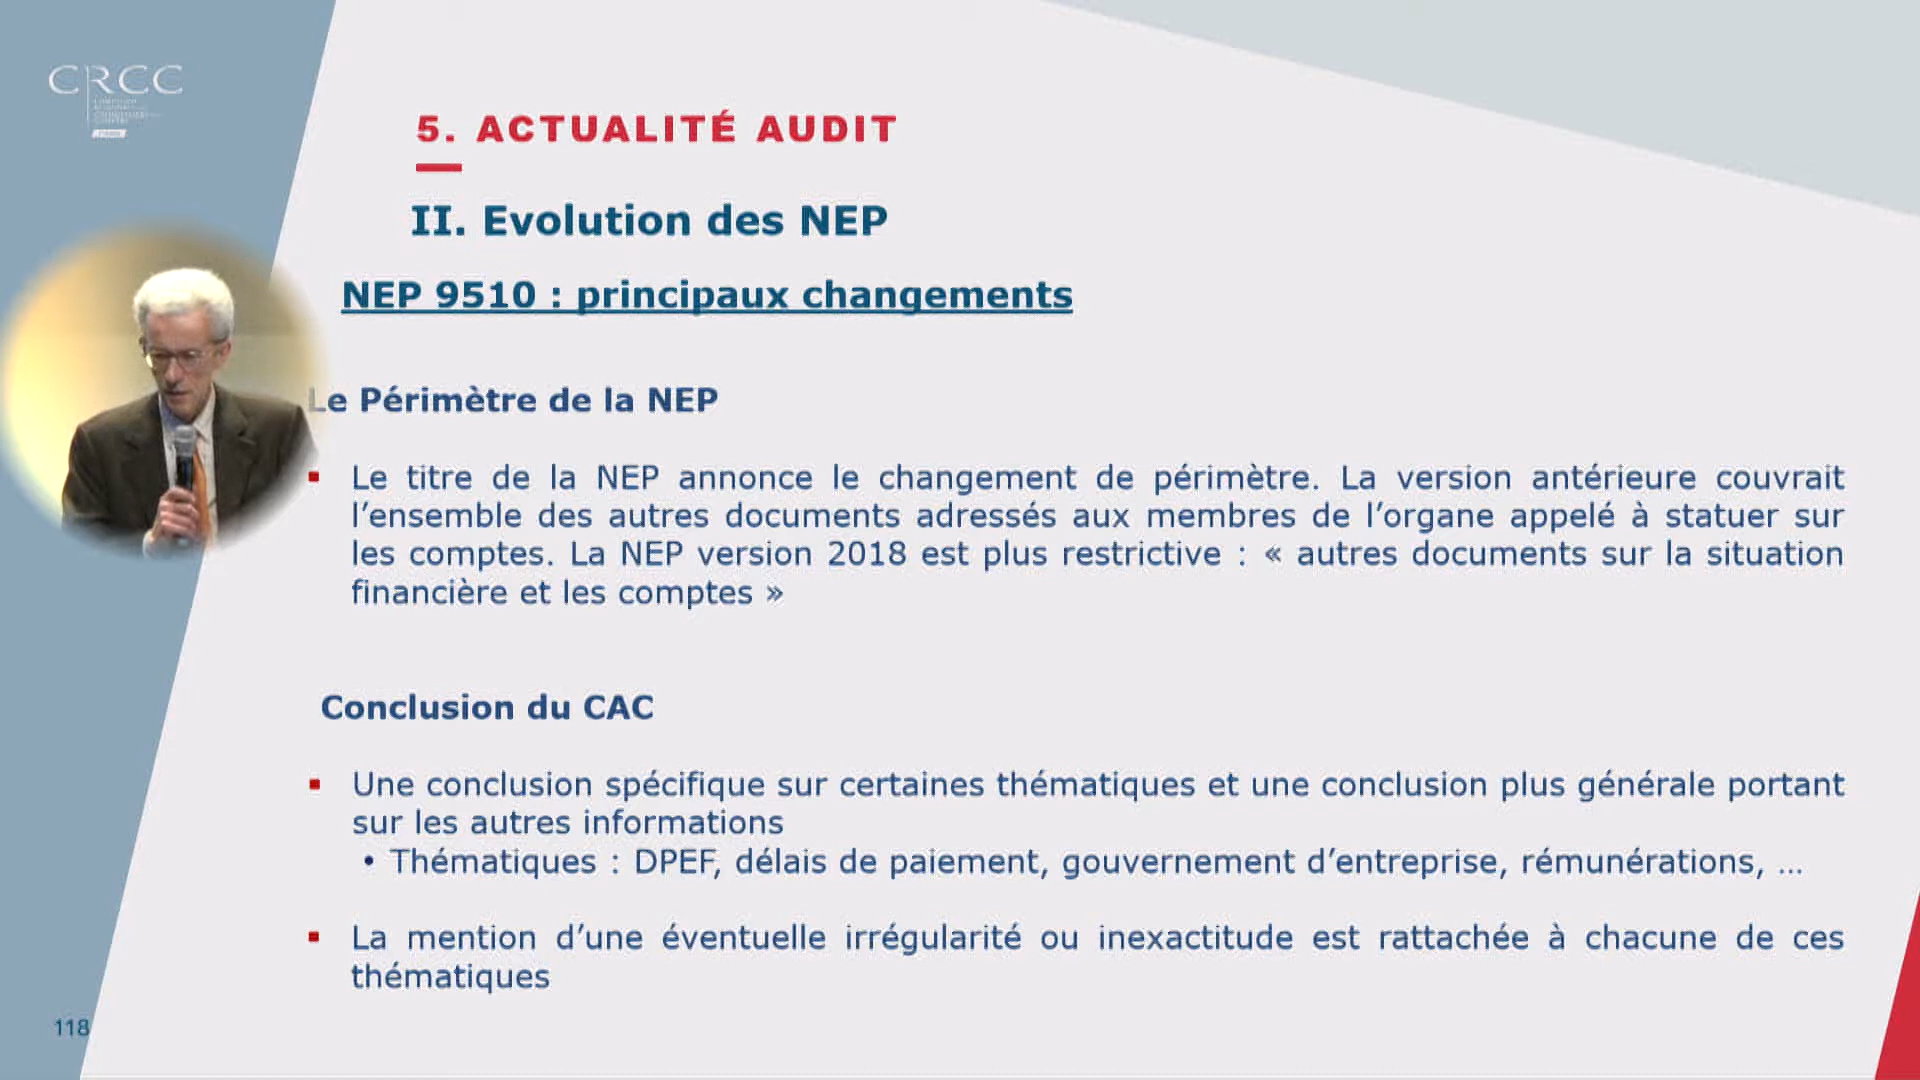 CRCC
5. ACTUALITÉ AUDIT
II. Evolution des NEP
NEP 9510 : principaux changements
Le Périmètre de la NEP
Le titre de la NEP annonce le changement de périmètre. La version antérieure couvrait
l’ensemble des autres documents adressés aux membres de l’organe appelé à statuer sur
les comptes. La NEP version 2018 est plus restrictive : « autres documents sur la situation
financière et les comptes »
Conclusion du CAC
Une conclusion spécifique sur certaines thématiques et une conclusion plus générale portant
sur les autres informations
• Thématiques : DPEF, délais de paiement, gouvernement d’entreprise, rémunérations, ...
La mention d’une éventuelle irrégularité ou inexactitude est rattachée à chacune de ces
thématiques
118